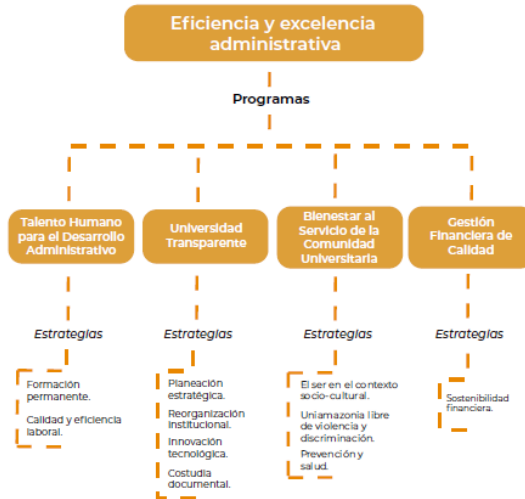 Eficiencia y excelencia
administrativa
Programas
Talento Humano
para el Desarrollo
Administrativo
Universidad
Transparente
Bienestar al
Servicio de la
Comunidad
Universitaria
Gestión
Financiera de
Calidad
Estrategias
Estrategias
Estrategias
Estrategias
Formación
permanente.
Calidad y eficiencia
laboral.
Planeación
estratégica.
Reorganización
institucional.
Innovación
tecnológica.
Costudia
documental.
El ser en el contexto
socio-cultural.
Uniamazonia libre
de violencia y
discriminación.
Prevención y
salud.
Sostenibilidad
financiera.